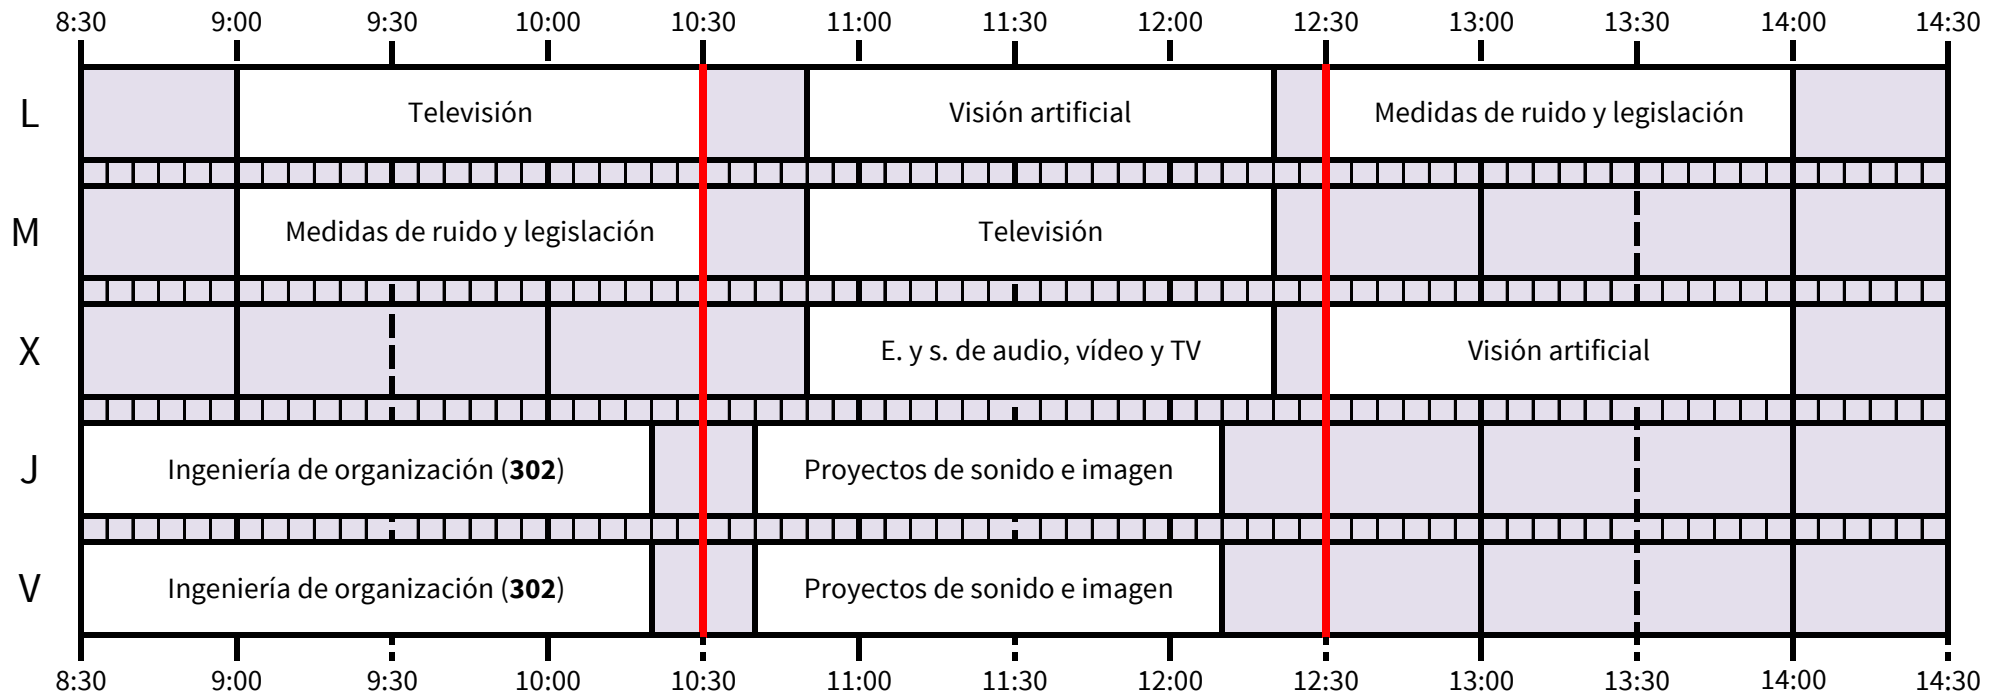 8:30 9:00 9:30 10:00 10:30 11:00 11:30 12:00 12:30 13:00 13:30 14:00 14:30
L Televisión Visión artificial Medidas de ruido y legislación
M Medidas de ruido y legislación Televisión
X E. y s. de audio, vídeo y TV Visión artificial
J Ingeniería de organización (302) Proyectos de sonido e imagen
V Ingeniería de organización (302) Proyectos de sonido e imagen
8:30 9:00 9:30 10:00 10:30 11:00 11:30 12:00 12:30 13:00 13:30 14:00 14:30